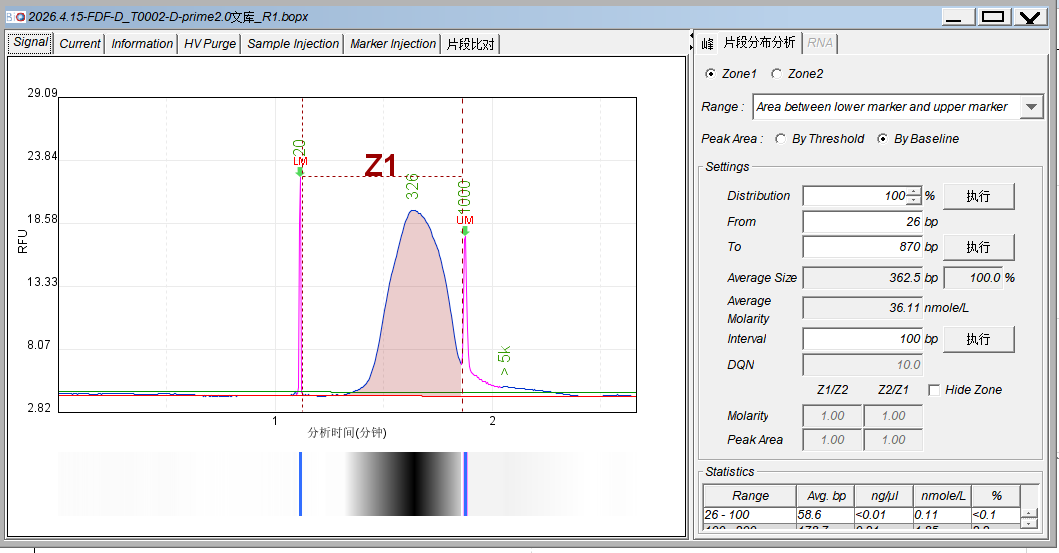 2026.4.15-FDF-D_T0002-D-prime2.0文库_R1.bopx
Signal Current Information HV Purge Sample Injection Marker Injection 片段比对
峰 片段分布分析 RNA
Zone1 Zone2
Range : Area between lower marker and upper marker
Peak Area : By Threshold By Baseline
Settings
Distribution 100 % 执行
From 26 bp
To 870 bp 执行
Average Size 362.5 bp 100.0 %
Average
Molarity 36.11 nmole/L
Interval 100 bp 执行
DQN 10.0
Z1/Z2 Z2/Z1 Hide Zone
Molarity 1.00 1.00
Peak Area 1.00 1.00
Statistics
Range Avg. bp ng/µl nmole/L %
26 - 100 58.6 <0.01 0.11 <0.1
29.09
23.84
18.58
13.33
8.07
2.82
RFU
20
LM
Z1
326
1000
UM
> 5k
1 2
分析时间(分钟)